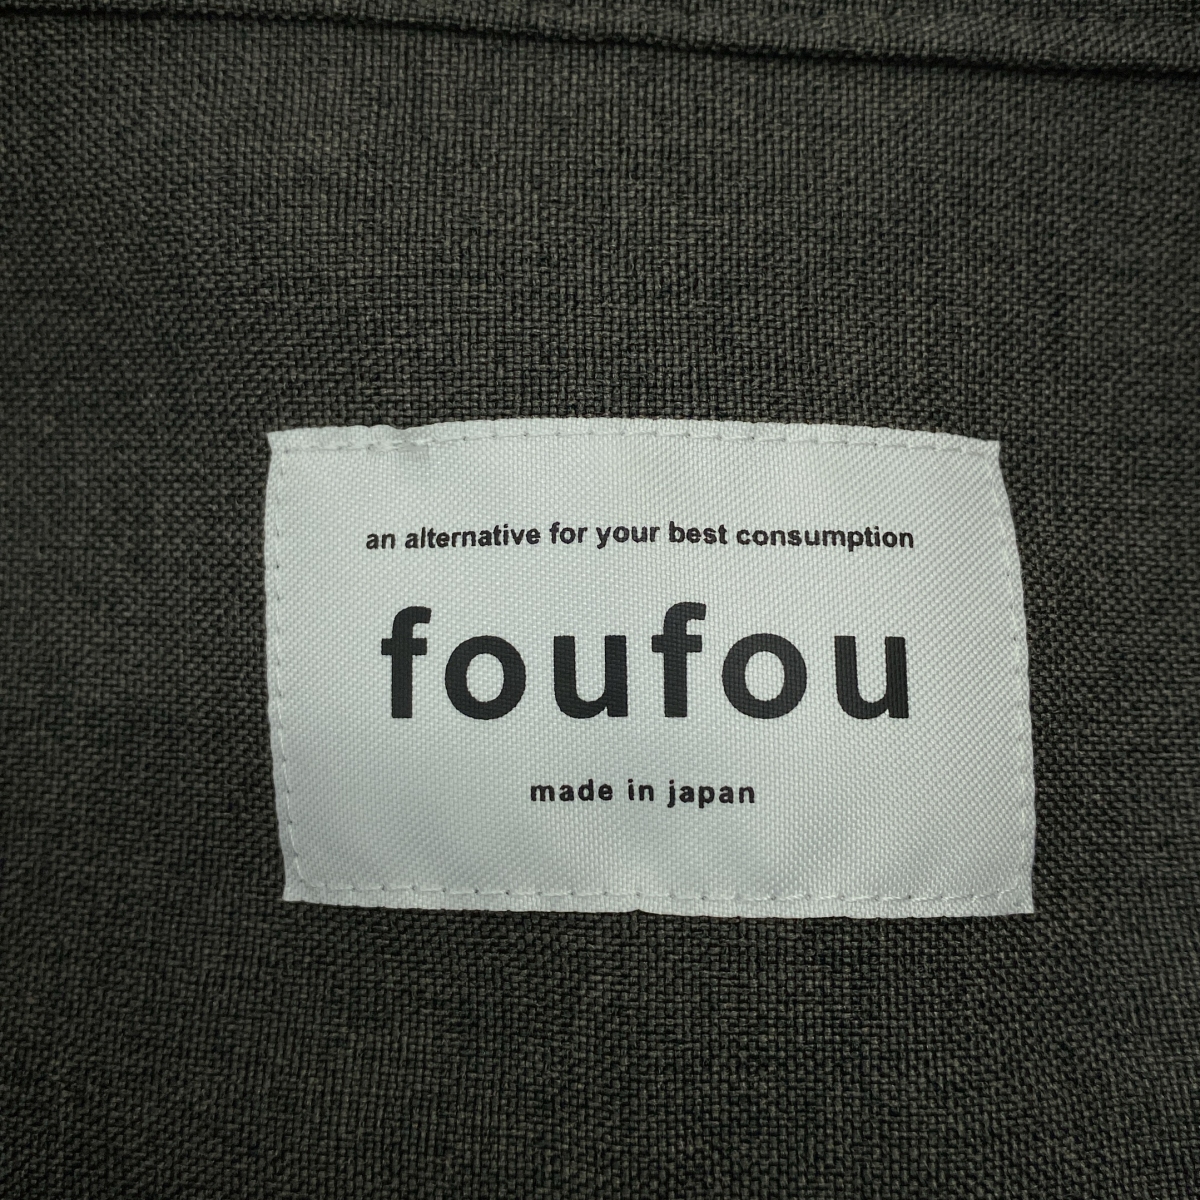 an alternative for your best consumption
foufou
made in japan